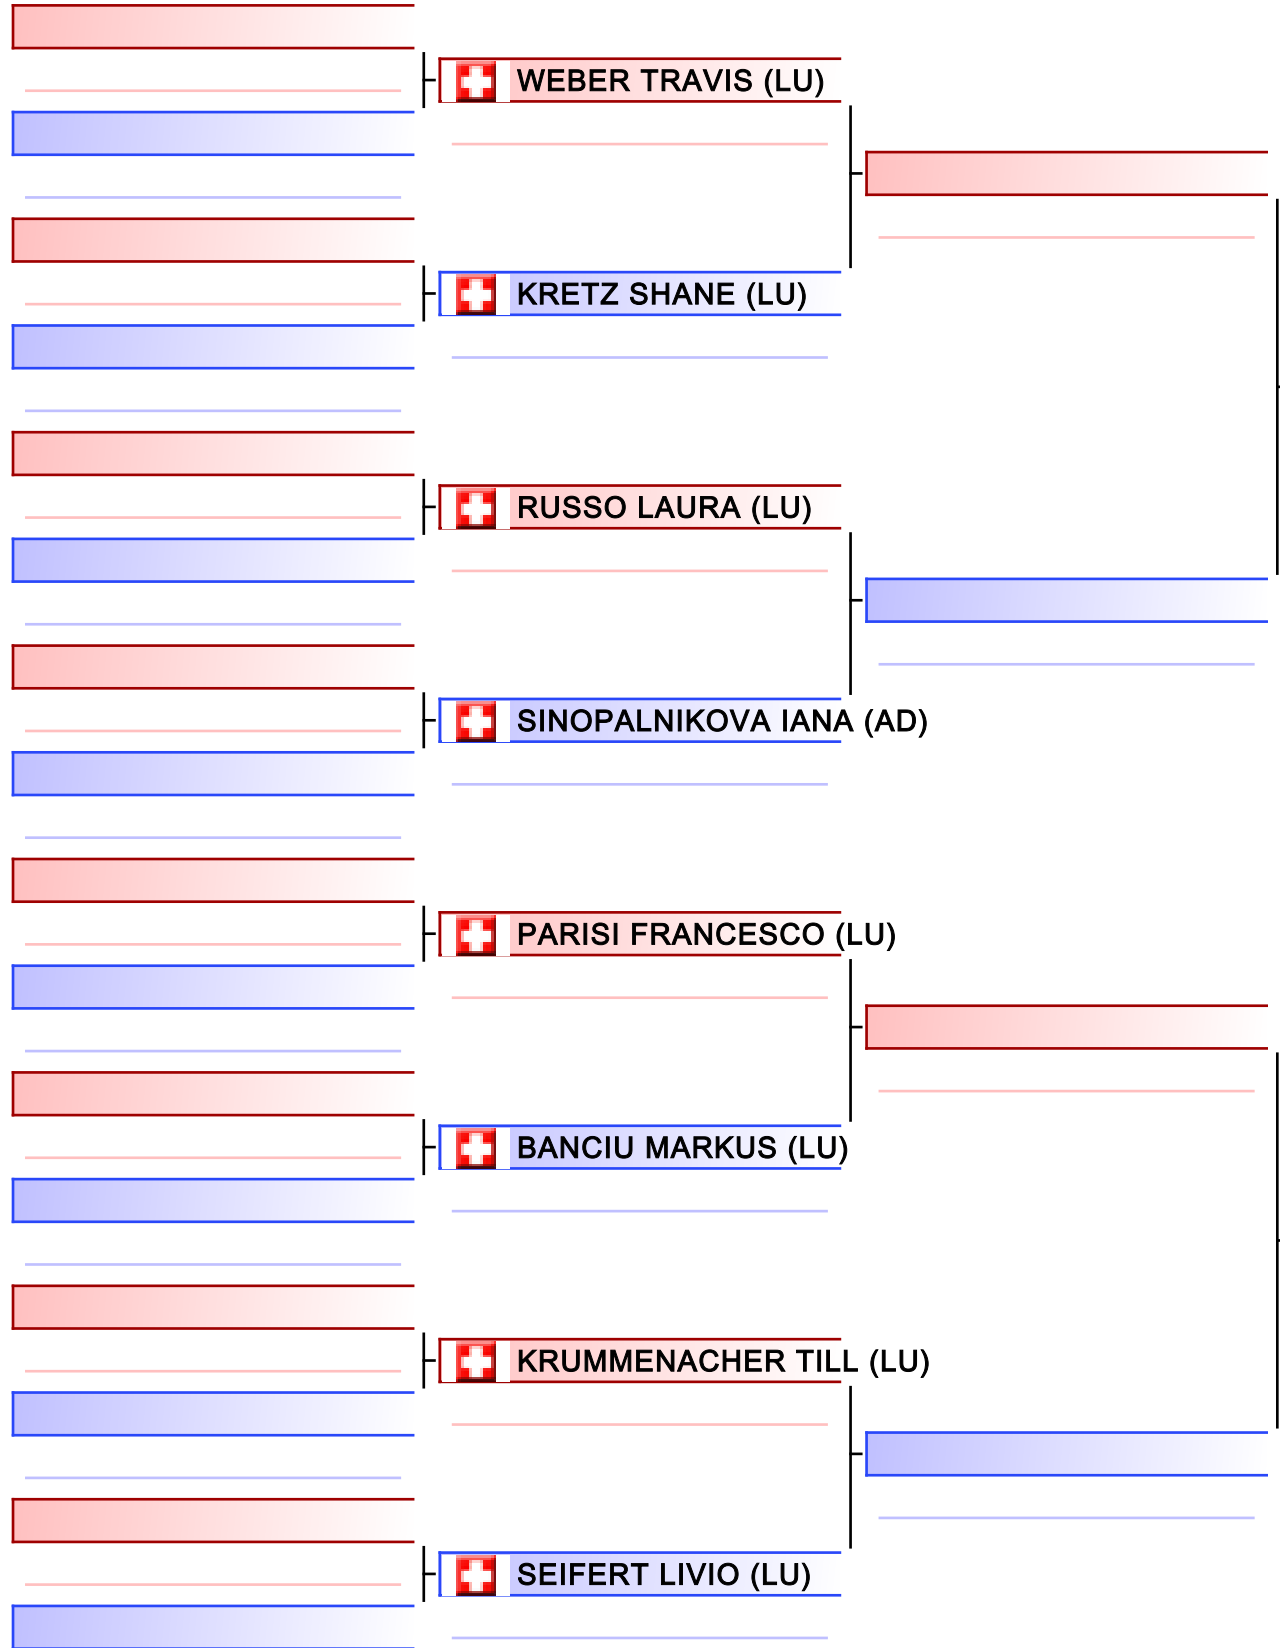 WEBER TRAVIS (LU)
KRETZ SHANE (LU)
RUSSO LAURA (LU)
SINOPALNIKOVA IANA (AD)
PARISI FRANCESCO (LU)
BANCIU MARKUS (LU)
KRUMMENACHER TILL (LU)
SEIFERT LIVIO (LU)